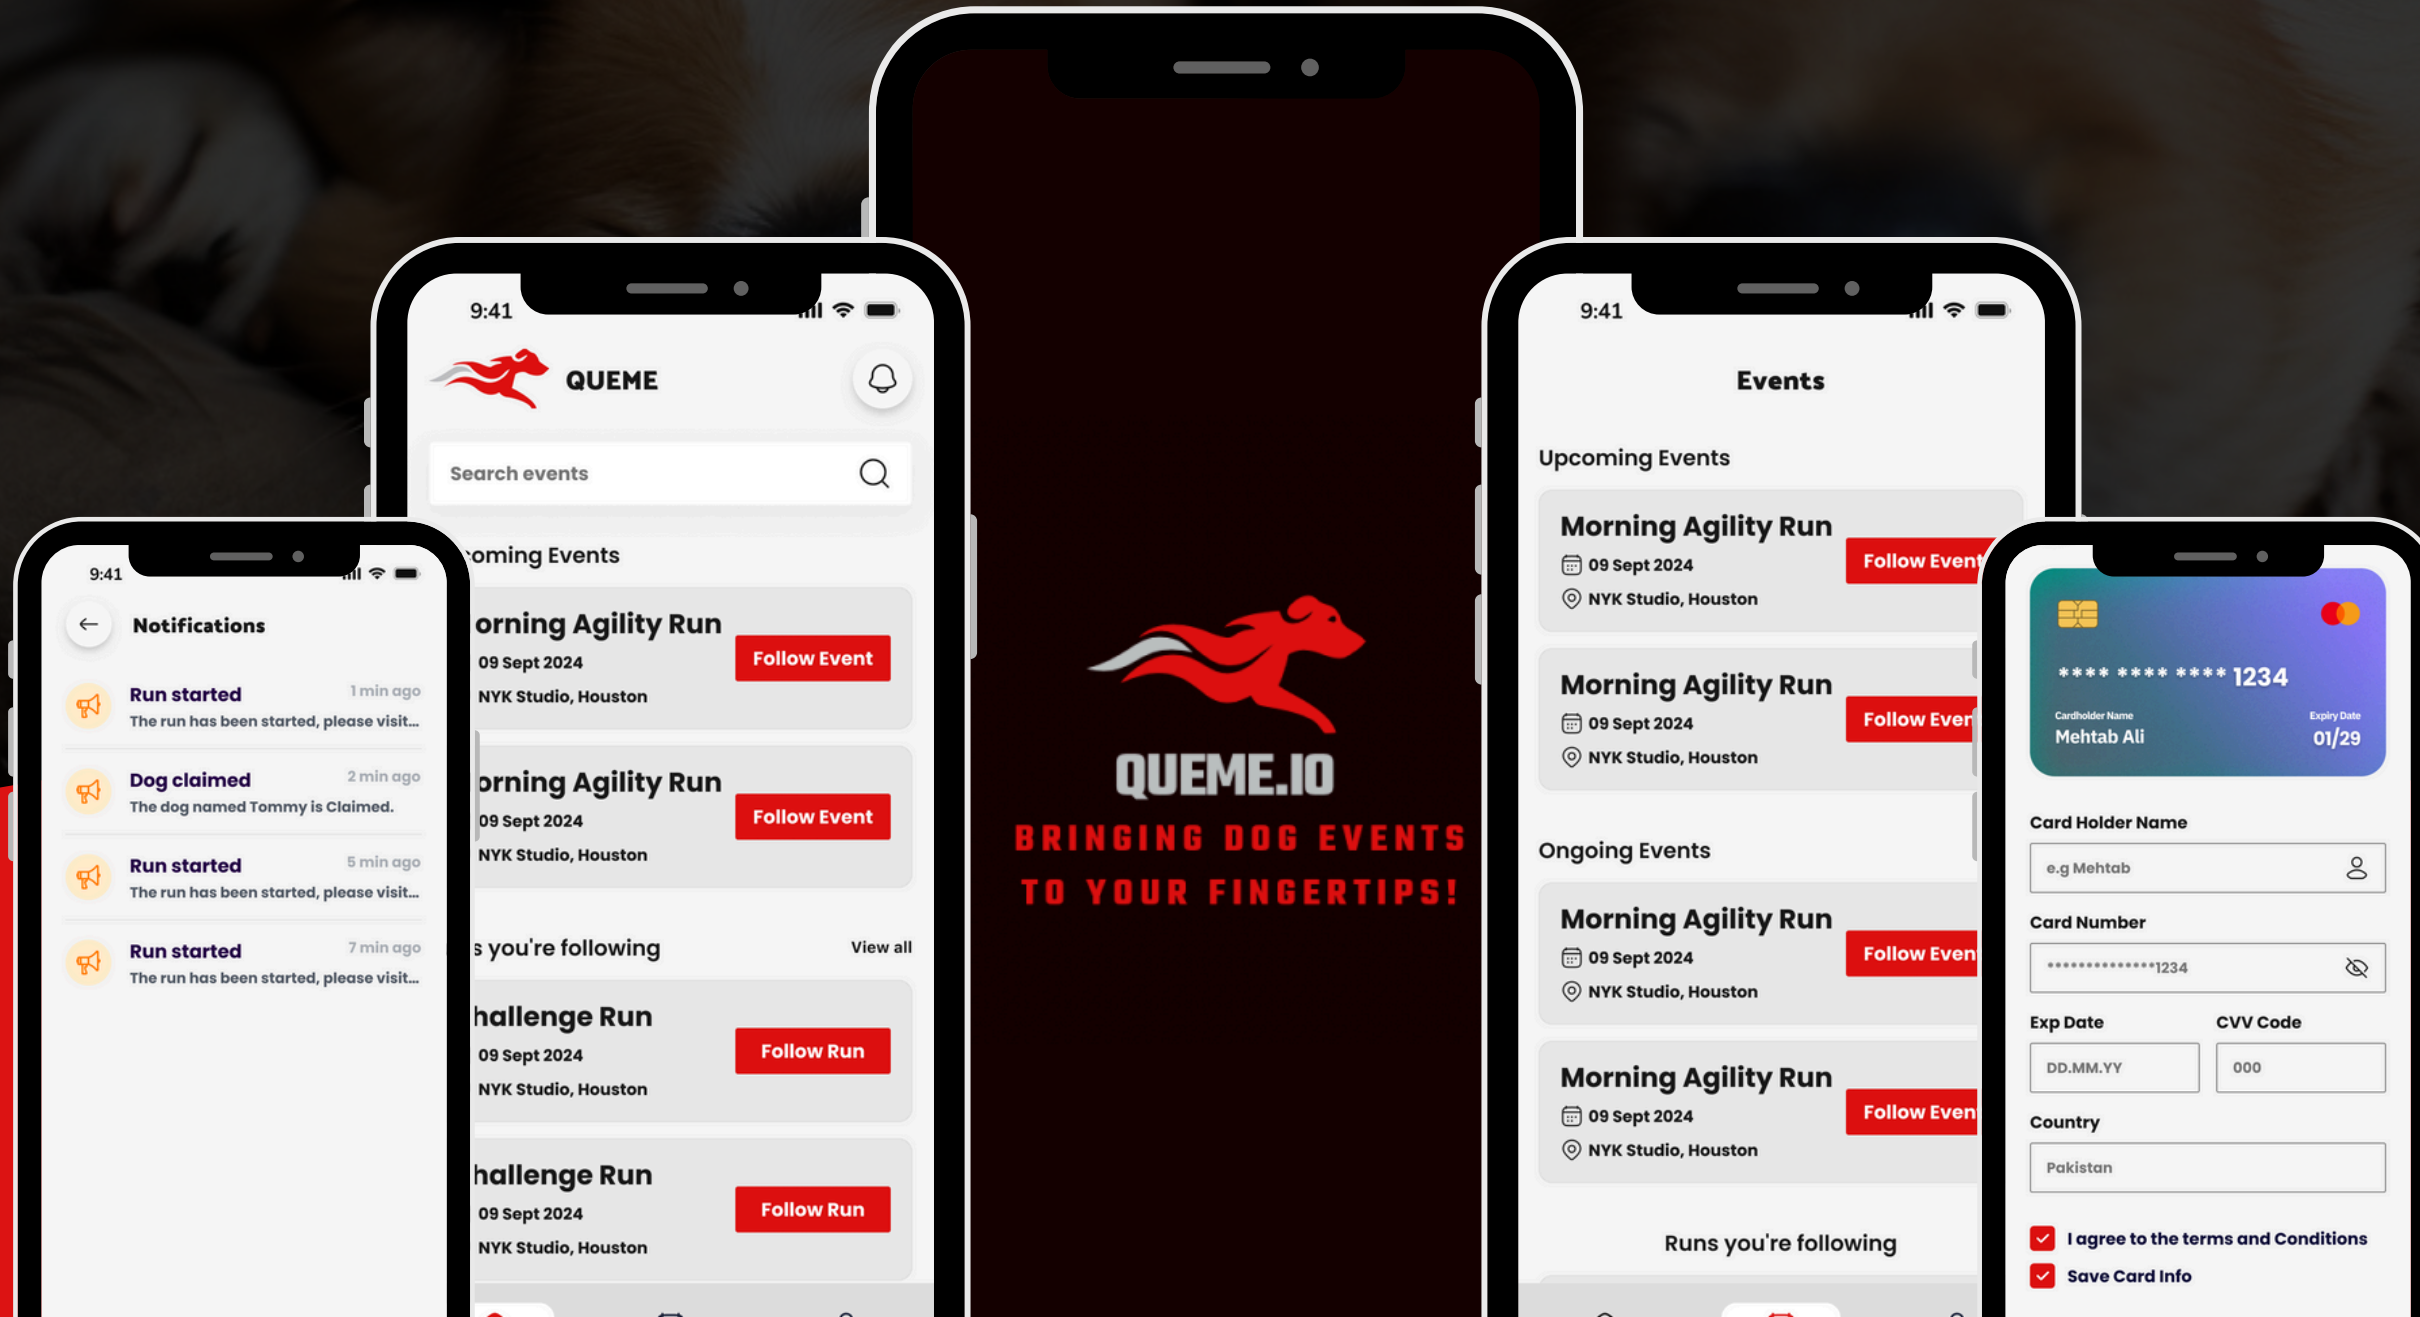 9:41
Notifications
Run started
1 min ago
The run has been started, please visit...
Dog claimed
2 min ago
The dog named Tommy is Claimed.
Run started
5 min ago
The run has been started, please visit...
Run started
7 min ago
The run has been started, please visit...
9:41
QUEME
Search events
coming Events
orning Agility Run
09 Sept 2024
NYK Studio, Houston
Follow Event
orning Agility Run
09 Sept 2024
NYK Studio, Houston
Follow Event
s you're following
View all
hallenge Run
09 Sept 2024
NYK Studio, Houston
Follow Run
hallenge Run
09 Sept 2024
NYK Studio, Houston
Follow Run
QUEME.IO
BRINGING DOG EVENTS
TO YOUR FINGERTIPS!
9:41
Events
Upcoming Events
Morning Agility Run
09 Sept 2024
NYK Studio, Houston
Follow Event
Morning Agility Run
09 Sept 2024
NYK Studio, Houston
Follow Even
Ongoing Events
Morning Agility Run
09 Sept 2024
NYK Studio, Houston
Follow Even
Morning Agility Run
09 Sept 2024
NYK Studio, Houston
Follow Even
Runs you're following
**** **** **** 1234
Cardholder Name
Mehtab Ali
Expiry Date
01/29
Card Holder Name
e.g Mehtab
Card Number
**************1234
Exp Date
CVV Code
DD.MM.YY
000
Country
Pakistan
I agree to the terms and Conditions
Save Card Info